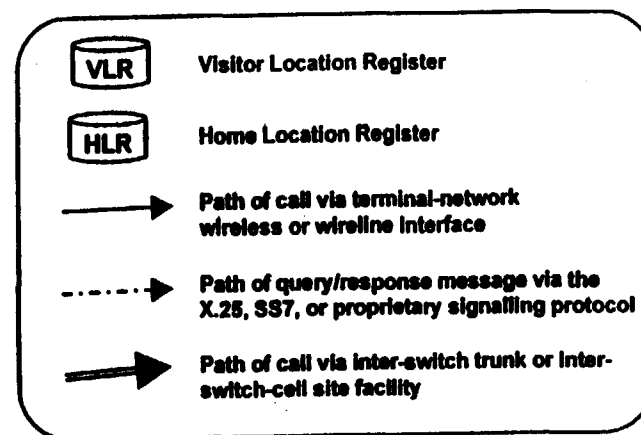 VLR Visitor Location Register
HLR Home Location Register
Path of call via terminal-network
wireless or wireline interface
Path of query/response message via the
X.25, SS7, or proprietary signalling protocol
Path of call via inter-switch trunk or inter-
switch-cell site facility